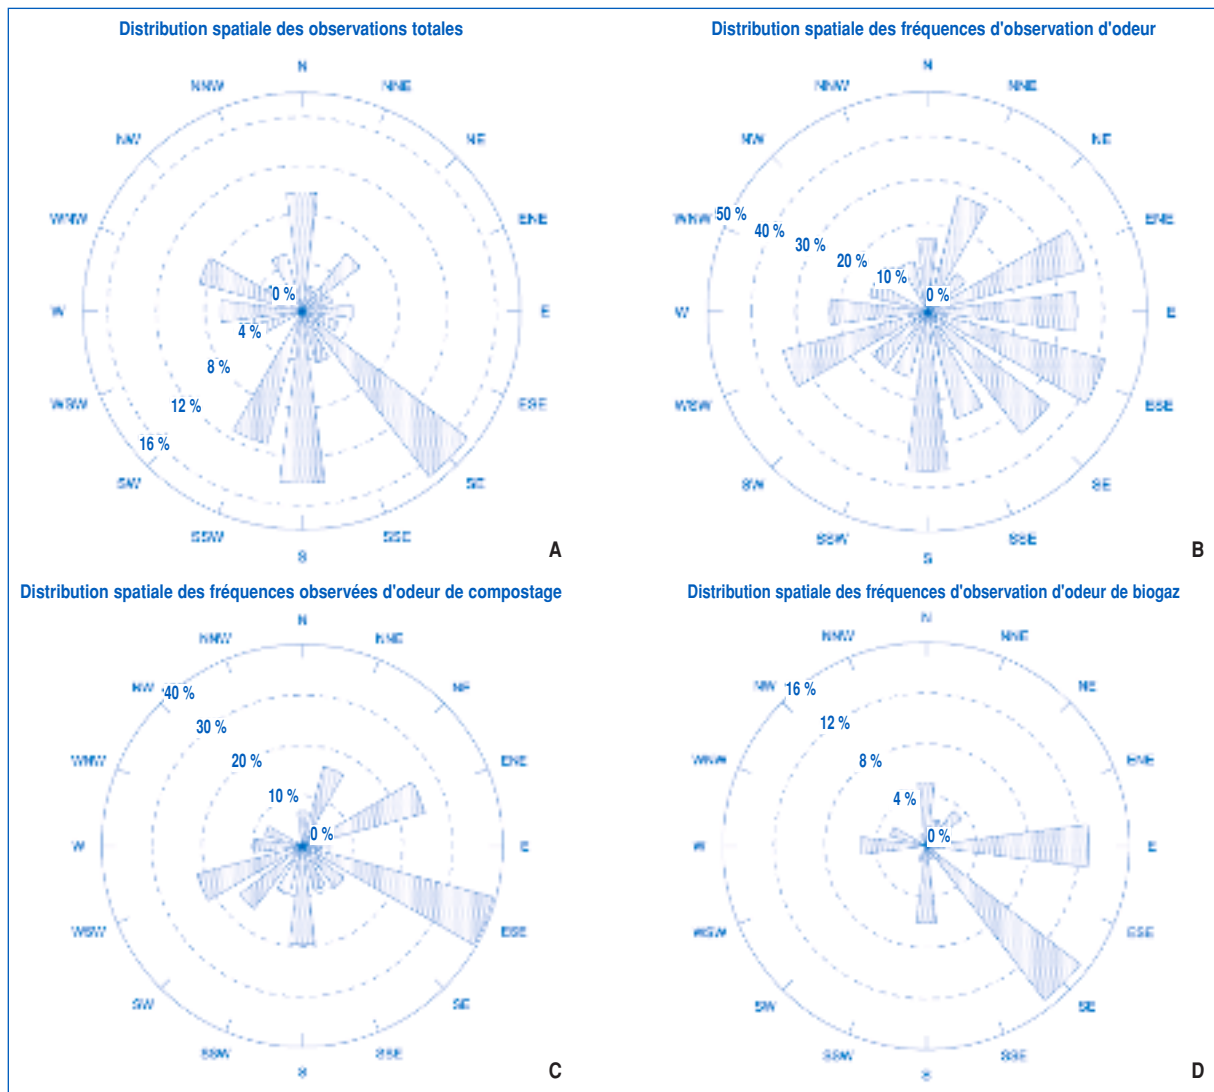 Distribution spatiale des observations totales
N
NNW
NNE
NW
NE
WNW
ENE
0 %
W
E
4 %
8 %
WSW
12 %
ESE
16 %
SW
SE
SSW
SSE
S
A
Distribution spatiale des fréquences d'observation d'odeur
N
NNW
NNE
NW
NE
WNW
50 %
ENE
40 %
30 %
20 %
10 %
0 %
W
E
WSW
ESE
SW
SE
SSW
SSE
S
B
Distribution spatiale des fréquences observées d'odeur de compostage
N
NNW
NNE
NW
40 %
NE
30 %
WNW
20 %
ENE
10 %
0 %
W
E
WSW
ESE
SW
SE
SSW
SSE
S
C
Distribution spatiale des fréquences d'observation d'odeur de biogaz
N
NNW
NNE
NW
16 %
NE
12 %
WNW
8 %
ENE
4 %
0 %
W
E
WSW
ESE
SW
SE
SSW
SSE
S
D